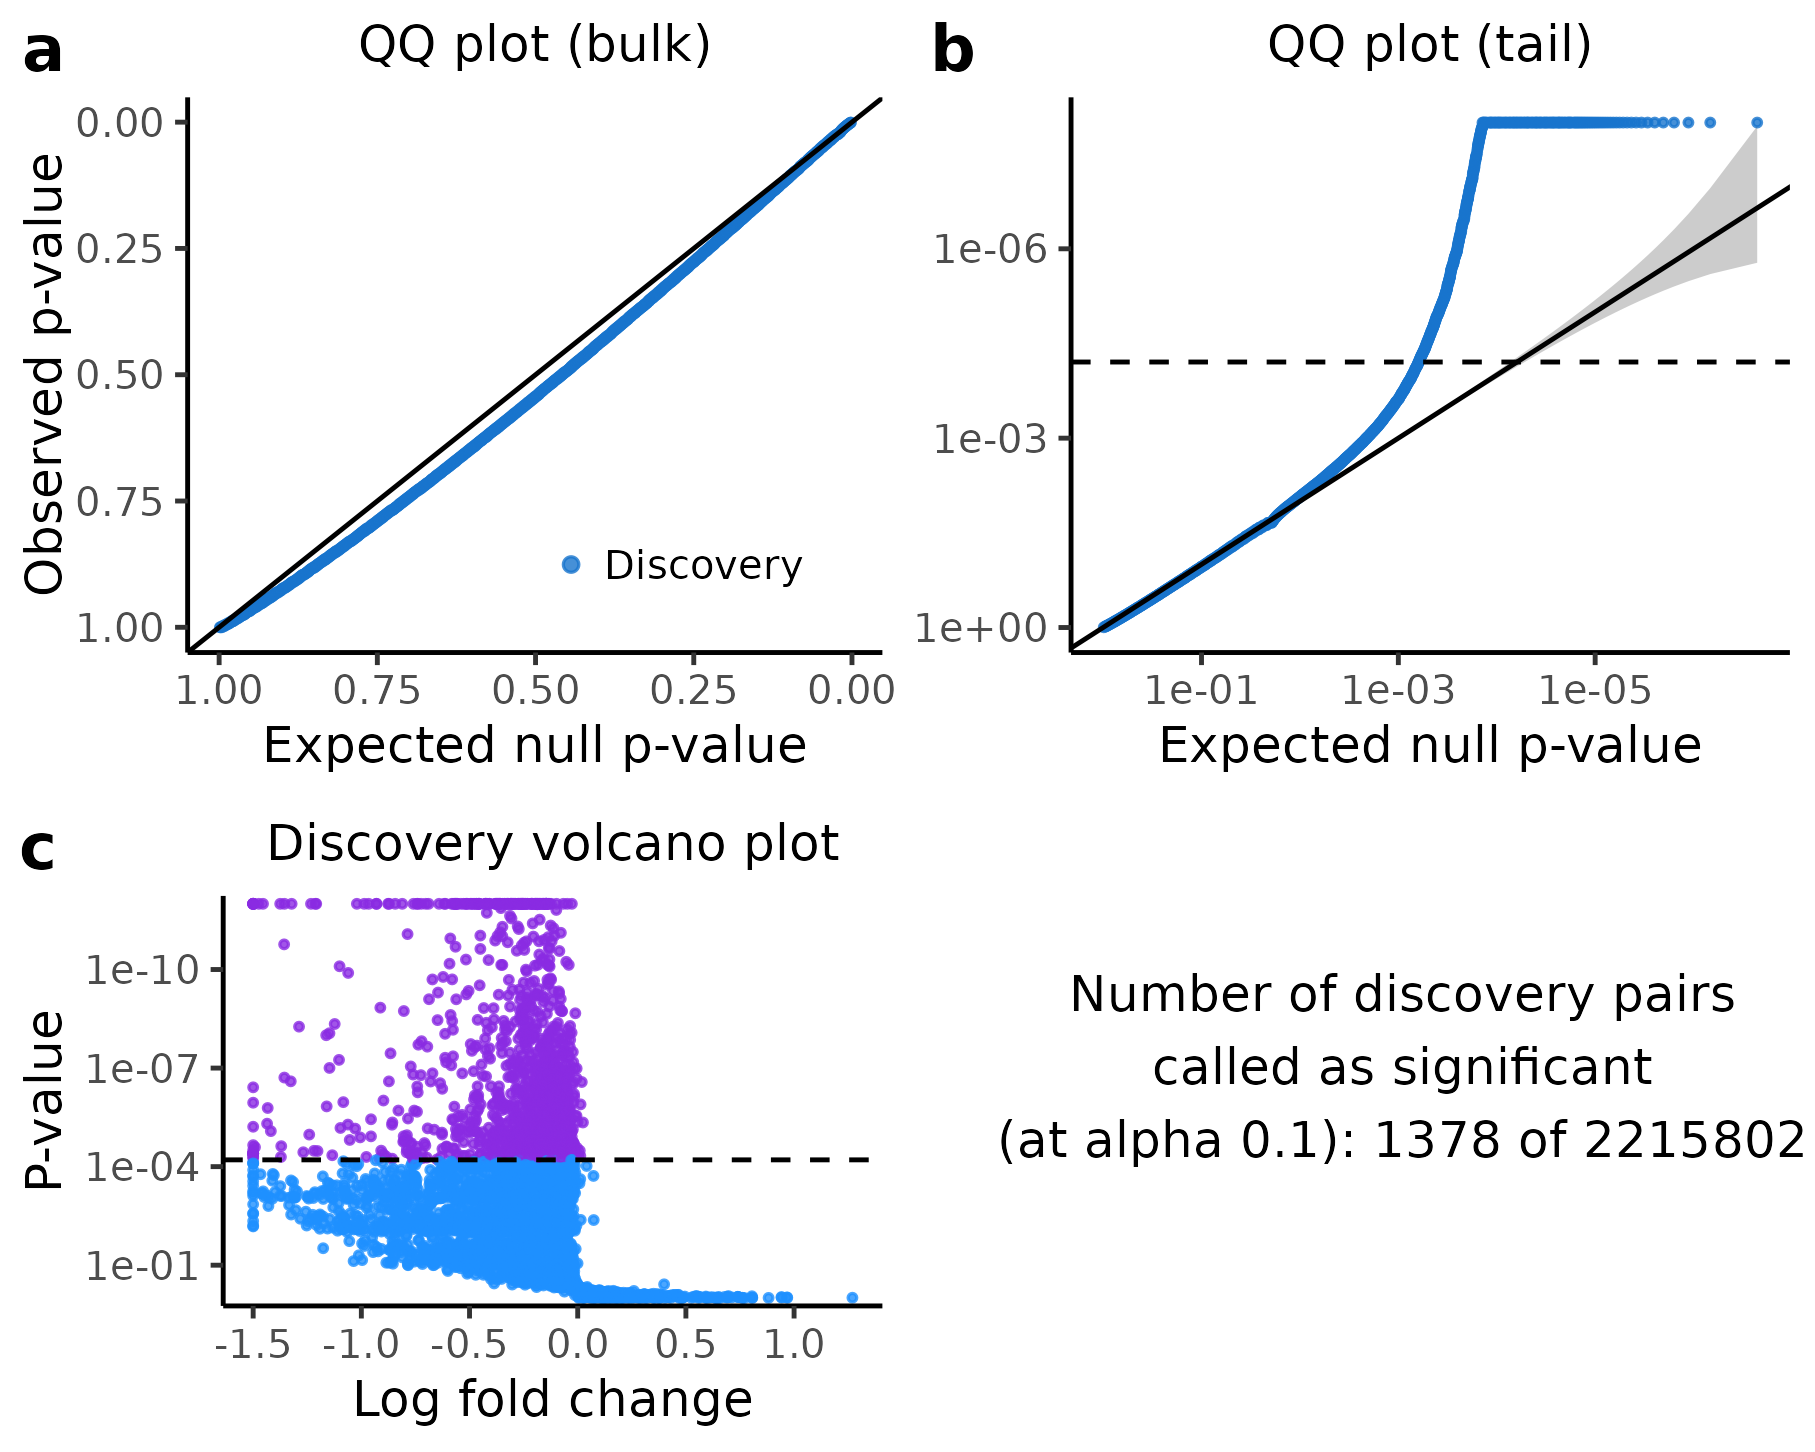 a
QQ plot (bulk)
Observed p-value
0.00
0.25
0.50
0.75
1.00
Discovery
1.00 0.75 0.50 0.25 0.00
Expected null p-value
b
QQ plot (tail)
1e-06
1e-03
1e+00
1e-01 1e-03 1e-05
Expected null p-value
c
Discovery volcano plot
P-value
1e-10
1e-07
1e-04
1e-01
-1.5 -1.0 -0.5 0.0 0.5 1.0
Log fold change
Number of discovery pairs
called as significant
(at alpha 0.1): 1378 of 2215802